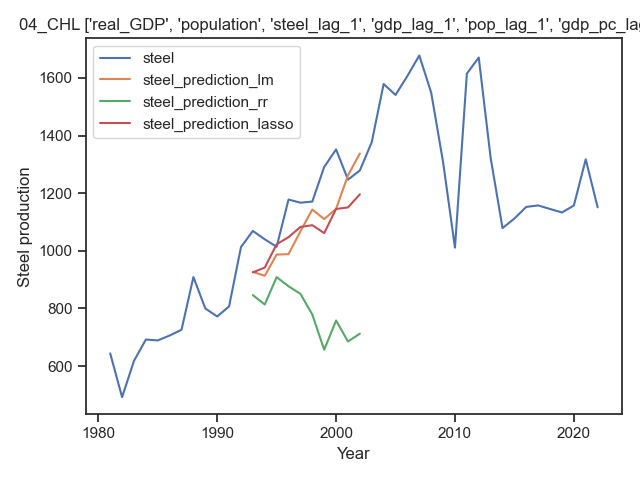 04_CHL ['real_GDP', 'population', 'steel_lag_1', 'gdp_lag_1', 'pop_lag_1', 'gdp_pc_lag
steel
steel_prediction_lm
steel_prediction_rr
steel_prediction_lasso
Steel production
1600
1400
1200
1000
800
600
1980
1990
2000
2010
2020
Year